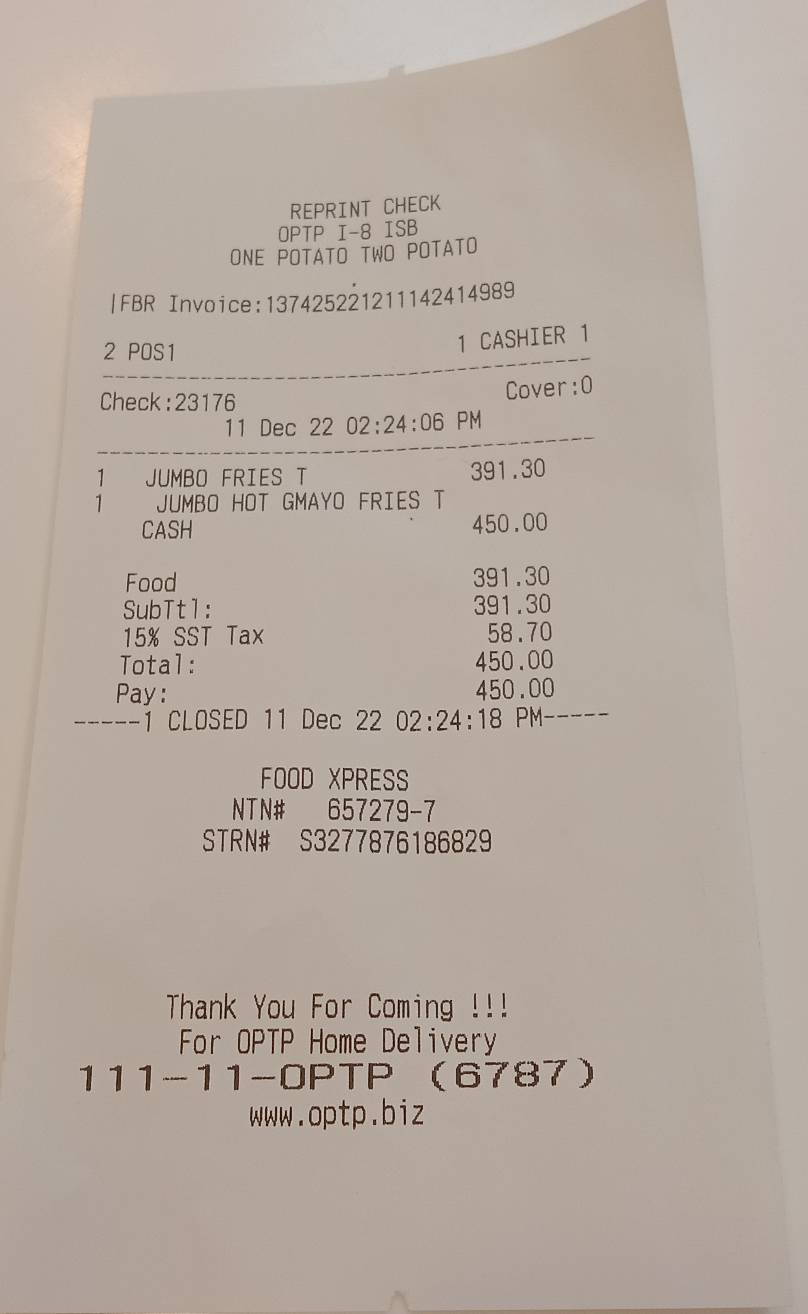 REPRINT CHECK
OPTP I-8 ISB
ONE POTATO TWO POTATO
|FBR Invoice:137425221211142414989
2 POS1 1 CASHIER 1
Check:23176 Cover:0
11 Dec 22 02:24:06 PM
1 JUMBO FRIES T 391.30
1 JUMBO HOT GMAYO FRIES T
CASH 450.00
Food 391.30
SubTtl: 391.30
15% SST Tax 58.70
Total: 450.00
Pay: 450.00
-----1 CLOSED 11 Dec 22 02:24:18 PM-----
FOOD XPRESS
NTN# 657279-7
STRN# S3277876186829
Thank You For Coming !!!
For OPTP Home Delivery
111-11-OPTP (6787)
www.optp.biz